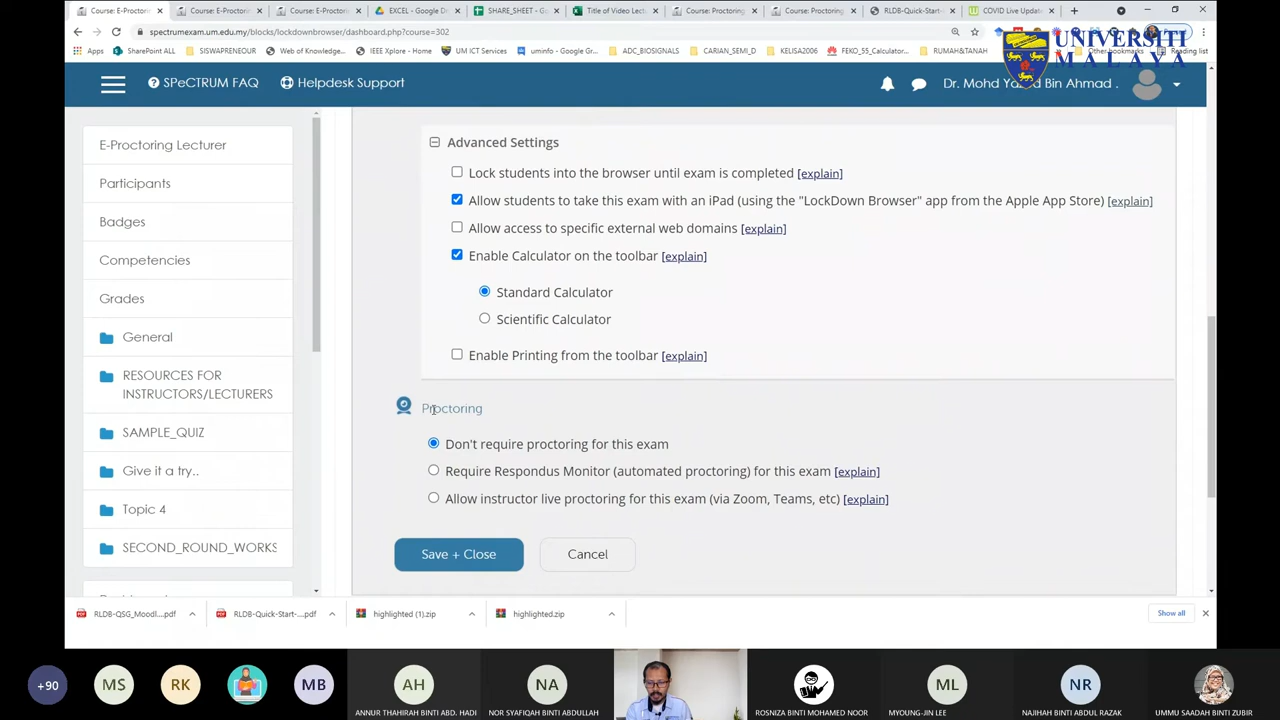 Course: E-Proctorin
Course: E-Proctorin
Course: E-Proctorin
EXCEL - Google D
SHARE_SHEET - G
Title of Video Lectu
Course: Proctoring
Course: Proctoring
RLDB-Quick-Start-
COVID Live Updat
spectrumexam.um.edu.my/blocks/lockdownbrowser/dashboard.php?course=302
Apps
SharePoint ALL
SISWAPRENEUR
Web of Knowledge...
IEEE Xplore - Home
UM ICT Services
uminfo - Google Gr...
ADC_BIOSIGNALS
CARIAN_SEMI_D
KELISA2006
FEKO_55_Calculator...
RUMAH&TANAH
Other bookmarks
Reading list
UNIVERSITI
MALAYA
SPeCTRUM FAQ
Helpdesk Support
Dr. Mohd Ya Bin Ahmad .
E-Proctoring Lecturer
Participants
Badges
Competencies
Grades
General
RESOURCES FOR
INSTRUCTORS/LECTURERS
SAMPLE_QUIZ
Give it a try..
Topic 4
SECOND_ROUND_WORKS
Advanced Settings
Lock students into the browser until exam is completed [explain]
Allow students to take this exam with an iPad (using the "LockDown Browser" app from the Apple App Store) [explain]
Allow access to specific external web domains [explain]
Enable Calculator on the toolbar [explain]
Standard Calculator
Scientific Calculator
Enable Printing from the toolbar [explain]
Proctoring
Don't require proctoring for this exam
Require Respondus Monitor (automated proctoring) for this exam [explain]
Allow instructor live proctoring for this exam (via Zoom, Teams, etc) [explain]
Save + Close
Cancel
RLDB-QSG_Moodl....pdf
RLDB-Quick-Start-....pdf
highlighted (1).zip
highlighted.zip
Show all
+90
MS
RK
MB
AH
NA
ML
NR
ANNUR THAHIRAH BINTI ABD. HADI
NOR SYAFIQAH BINTI ABDULLAH
ROSNIZA BINTI MOHAMED NOOR
MYOUNG-JIN LEE
NAJIHAH BINTI ABDUL RAZAK
UMMU SAADAH BINTI ZUBIR